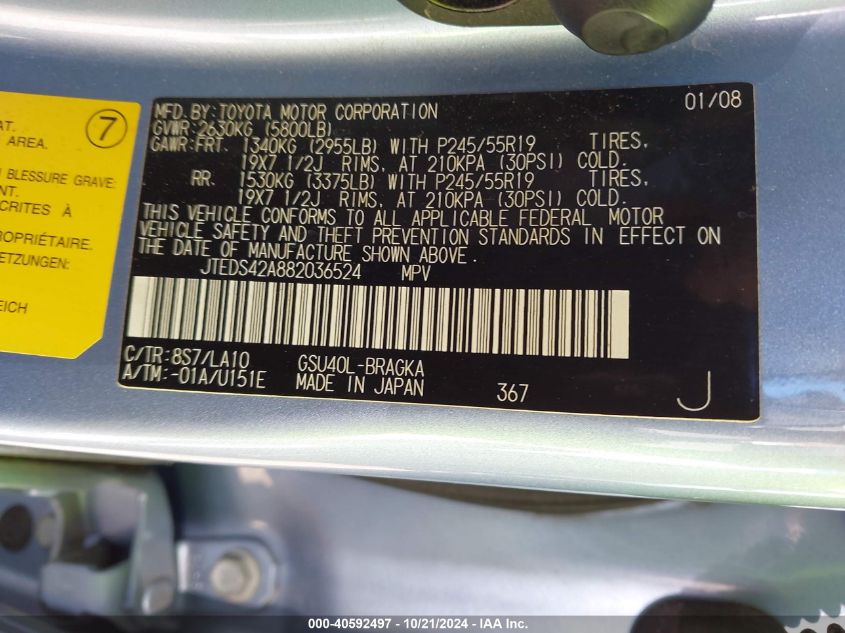 7
AT.
AREA.
BLESSURE GRAVE:
NT.
CRITES À
ROPRIÉTAIRE.
ETZUNGEN:
EICH
MFD. BY: TOYOTA MOTOR CORPORATION 01/08
GVWR: 2630KG (5800LB)
GAWR: FRT. 1340KG (2955LB) WITH P245/55R19 TIRES,
19X7 1/2J RIMS, AT 210KPA (30PSI) COLD.
RR. 1530KG (3375LB) WITH P245/55R19 TIRES,
19X7 1/2J RIMS, AT 210KPA (30PSI) COLD.
THIS VEHICLE CONFORMS TO ALL APPLICABLE FEDERAL MOTOR
VEHICLE SAFETY AND THEFT PREVENTION STANDARDS IN EFFECT ON
THE DATE OF MANUFACTURE SHOWN ABOVE.
JTEDS42A882036524 MPV
C/TR: 8S7/LA10 GSU40L-BRAGKA
A/TM: -01A/U151E MADE IN JAPAN 367 J
000-40592497 - 10/21/2024 - IAA Inc.